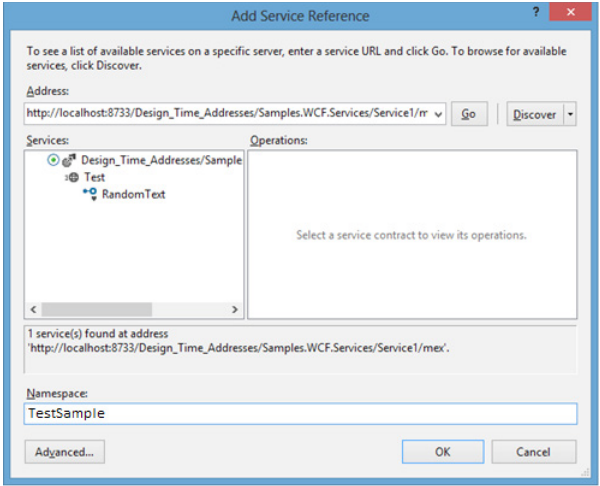 Add Service Reference
?
To see a list of available services on a specific server, enter a service URL and click Go. To browse for available
services, click Discover.
Address:
http://localhost:8733/Design_Time_Addresses/Samples.WCF.Services/Service1/m
Go
Discover
Services:
Operations:
Design_Time_Addresses/Sample
Test
RandomText
Select a service contract to view its operations.
1 service(s) found at address
'http://localhost:8733/Design_Time_Addresses/Samples.WCF.Services/Service1/mex'.
Namespace:
TestSample
Advanced...
OK
Cancel